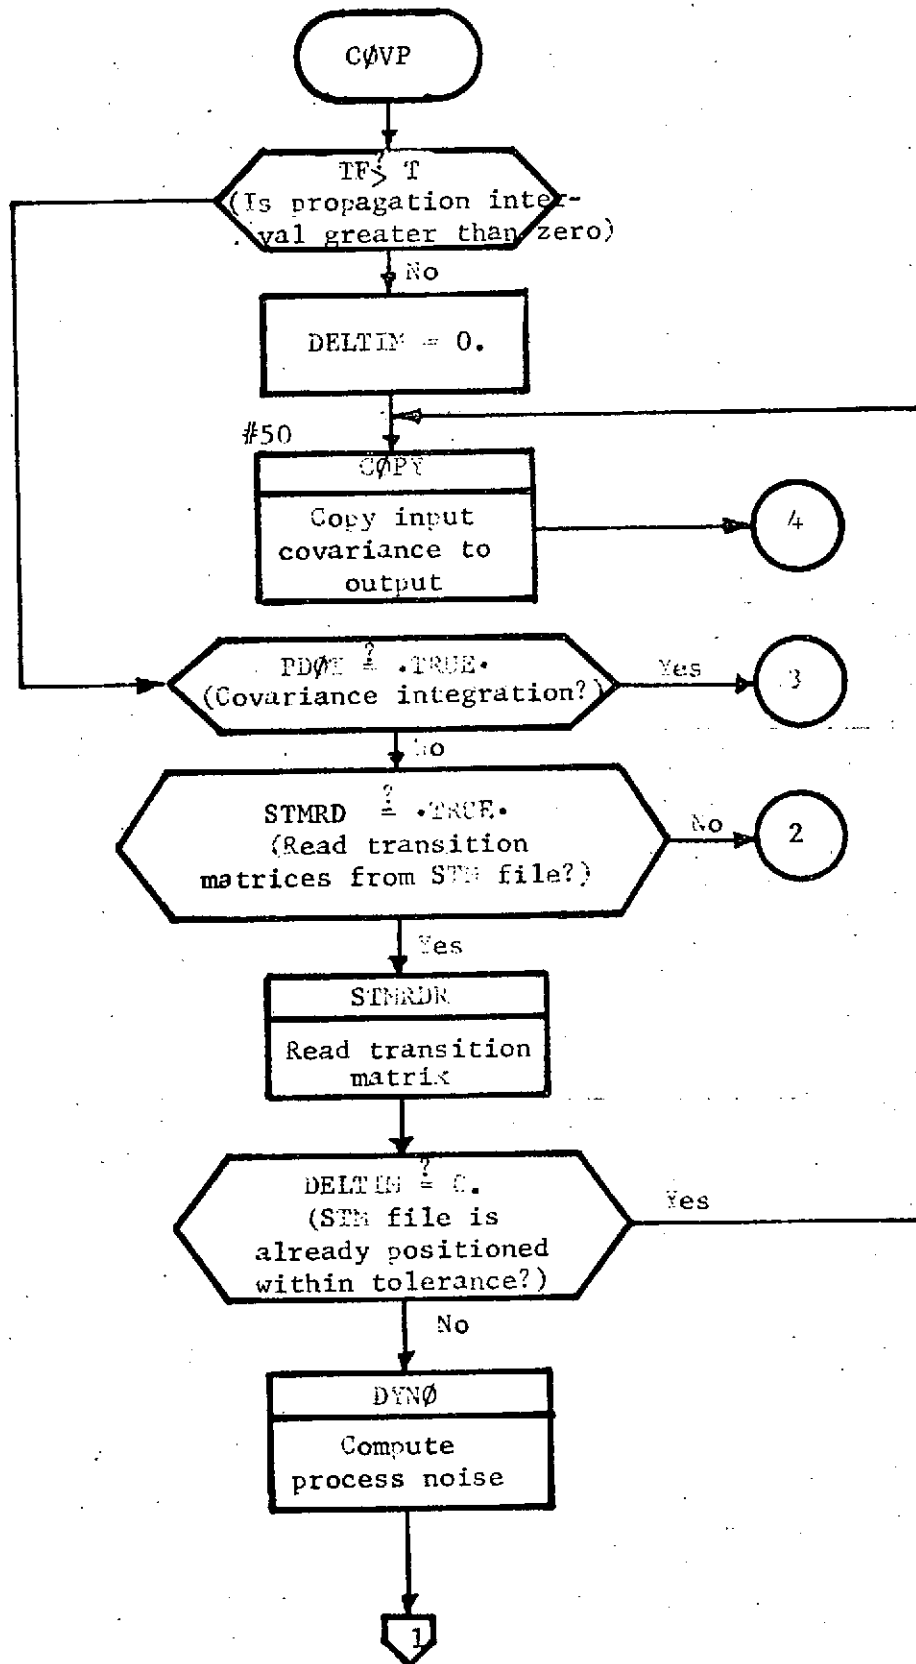 CØVP
?
TF > T
(Is propagation inter-
val greater than zero)
No
DELTIM = 0.
#50
CØPY
Copy input
covariance to
output
4
?
PDØT = .TRUE.
(Covariance integration?)
Yes
3
No
?
STMRD = .TRUE.
(Read transition
matrices from STM file?)
No
2
Yes
STMRDR
Read transition
matrix
?
DELTIM = 0.
(STM file is
already positioned
within tolerance?)
Yes
No
DYNØ
Compute
process noise
1